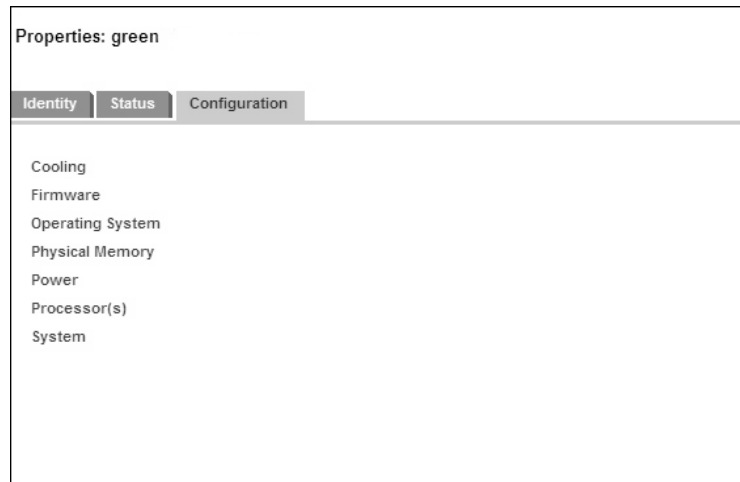 Properties: green
Identity Status Configuration
Cooling
Firmware
Operating System
Physical Memory
Power
Processor(s)
System